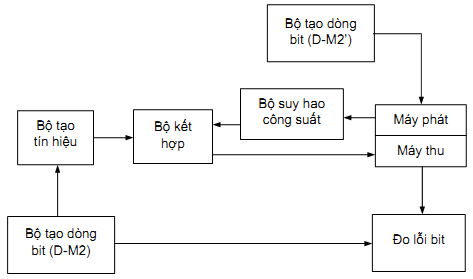 Bộ tạo dòng
bit (D-M2’)
Bộ suy hao
công suất
Máy phát
Máy thu
Bộ tạo
tín hiệu
Bộ kết
hợp
Bộ tạo dòng
bit (D-M2)
Đo lỗi bit